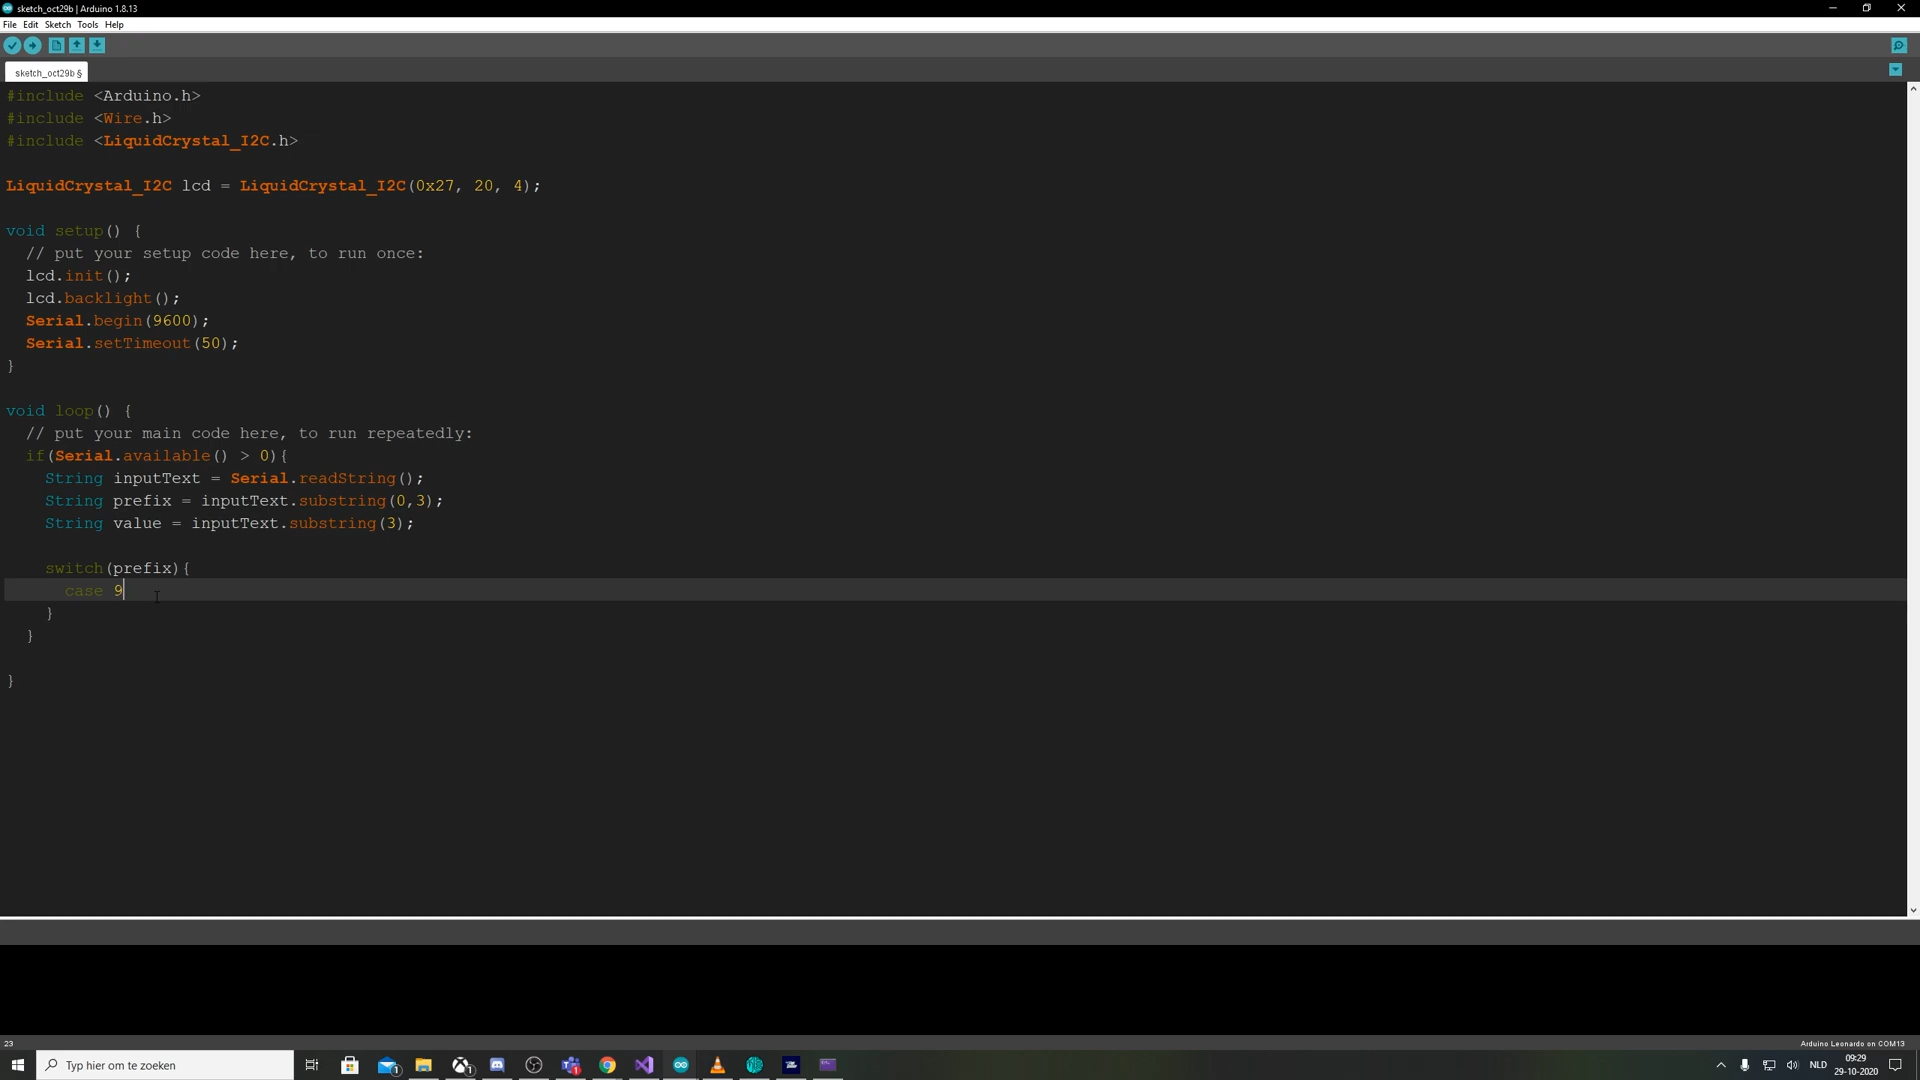 sketch_oct29b | Arduino 1.8.13
File Edit Sketch Tools Help
sketch_oct29b §
#include <Arduino.h>
#include <Wire.h>
#include <LiquidCrystal_I2C.h>
LiquidCrystal_I2C lcd = LiquidCrystal_I2C(0x27, 20, 4);
void setup() {
// put your setup code here, to run once:
lcd.init();
lcd.backlight();
Serial.begin(9600);
Serial.setTimeout(50);
}
void loop() {
// put your main code here, to run repeatedly:
if(Serial.available() > 0){
String inputText = Serial.readString();
String prefix = inputText.substring(0,3);
String value = inputText.substring(3);
switch(prefix){
case 9
}
}
}
23
Arduino Leonardo on COM13
Typ hier om te zoeken
NLD
09:29
29-10-2020